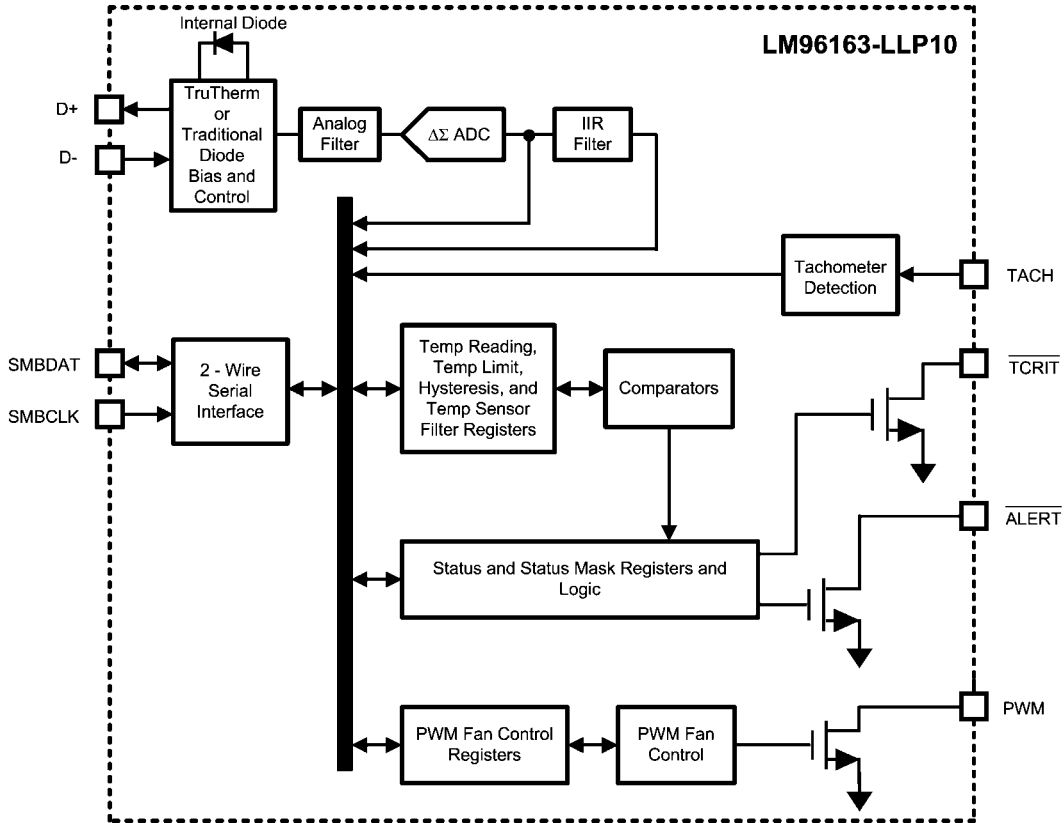 Internal Diode
LM96163-LLP10
D+
D-
TruTherm
or
Traditional
Diode
Bias and
Control
Analog
Filter
ΔΣ ADC
IIR
Filter
Tachometer
Detection
TACH
SMBDAT
SMBCLK
2 - Wire
Serial
Interface
Temp Reading,
Temp Limit,
Hysteresis, and
Temp Sensor
Filter Registers
Comparators
TCRIT
ALERT
Status and Status Mask Registers and
Logic
PWM Fan Control
Registers
PWM Fan
Control
PWM